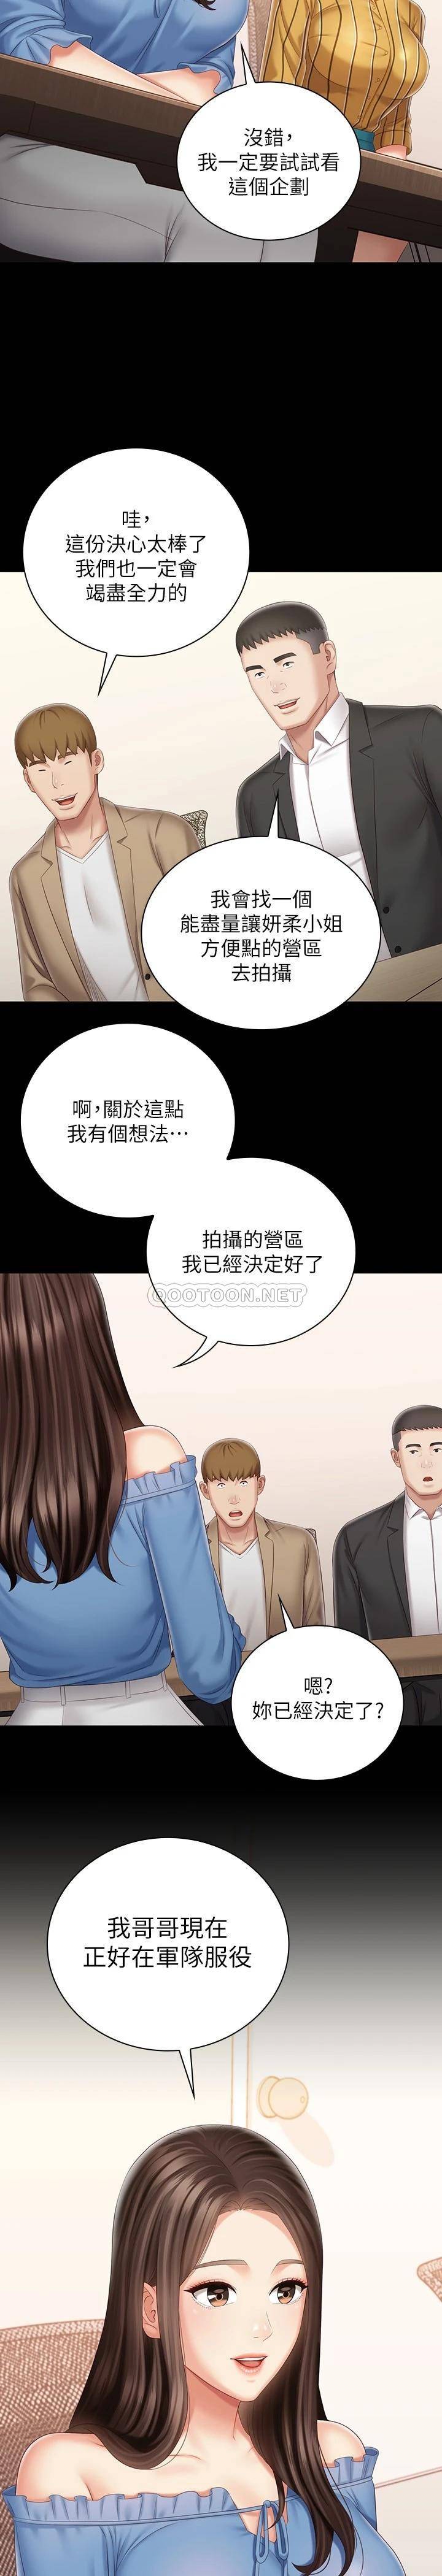 沒錯，
我一定要試試看
這個企劃
哇，
這份決心太棒了
我們也一定會
竭盡全力的
我會找一個
能盡量讓妍柔小姐
方便點的營區
去拍攝
啊，關於這點
我有個想法⋯
拍攝的營區
我已經決定好了
QOOTOON.NET
嗯？
妳已經決定了？
我哥哥現在
正好在軍隊服役